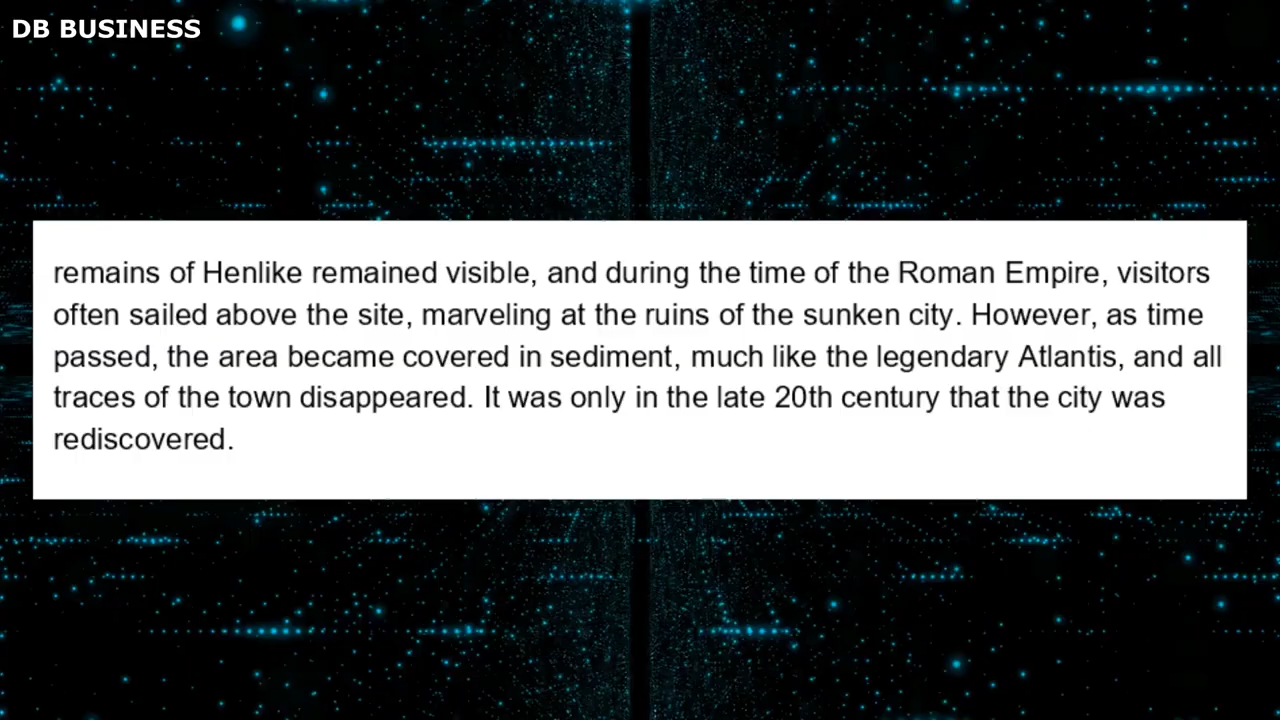 DB BUSINESS
remains of Henlike remained visible, and during the time of the Roman Empire, visitors
often sailed above the site, marveling at the ruins of the sunken city. However, as time
passed, the area became covered in sediment, much like the legendary Atlantis, and all
traces of the town disappeared. It was only in the late 20th century that the city was
rediscovered.